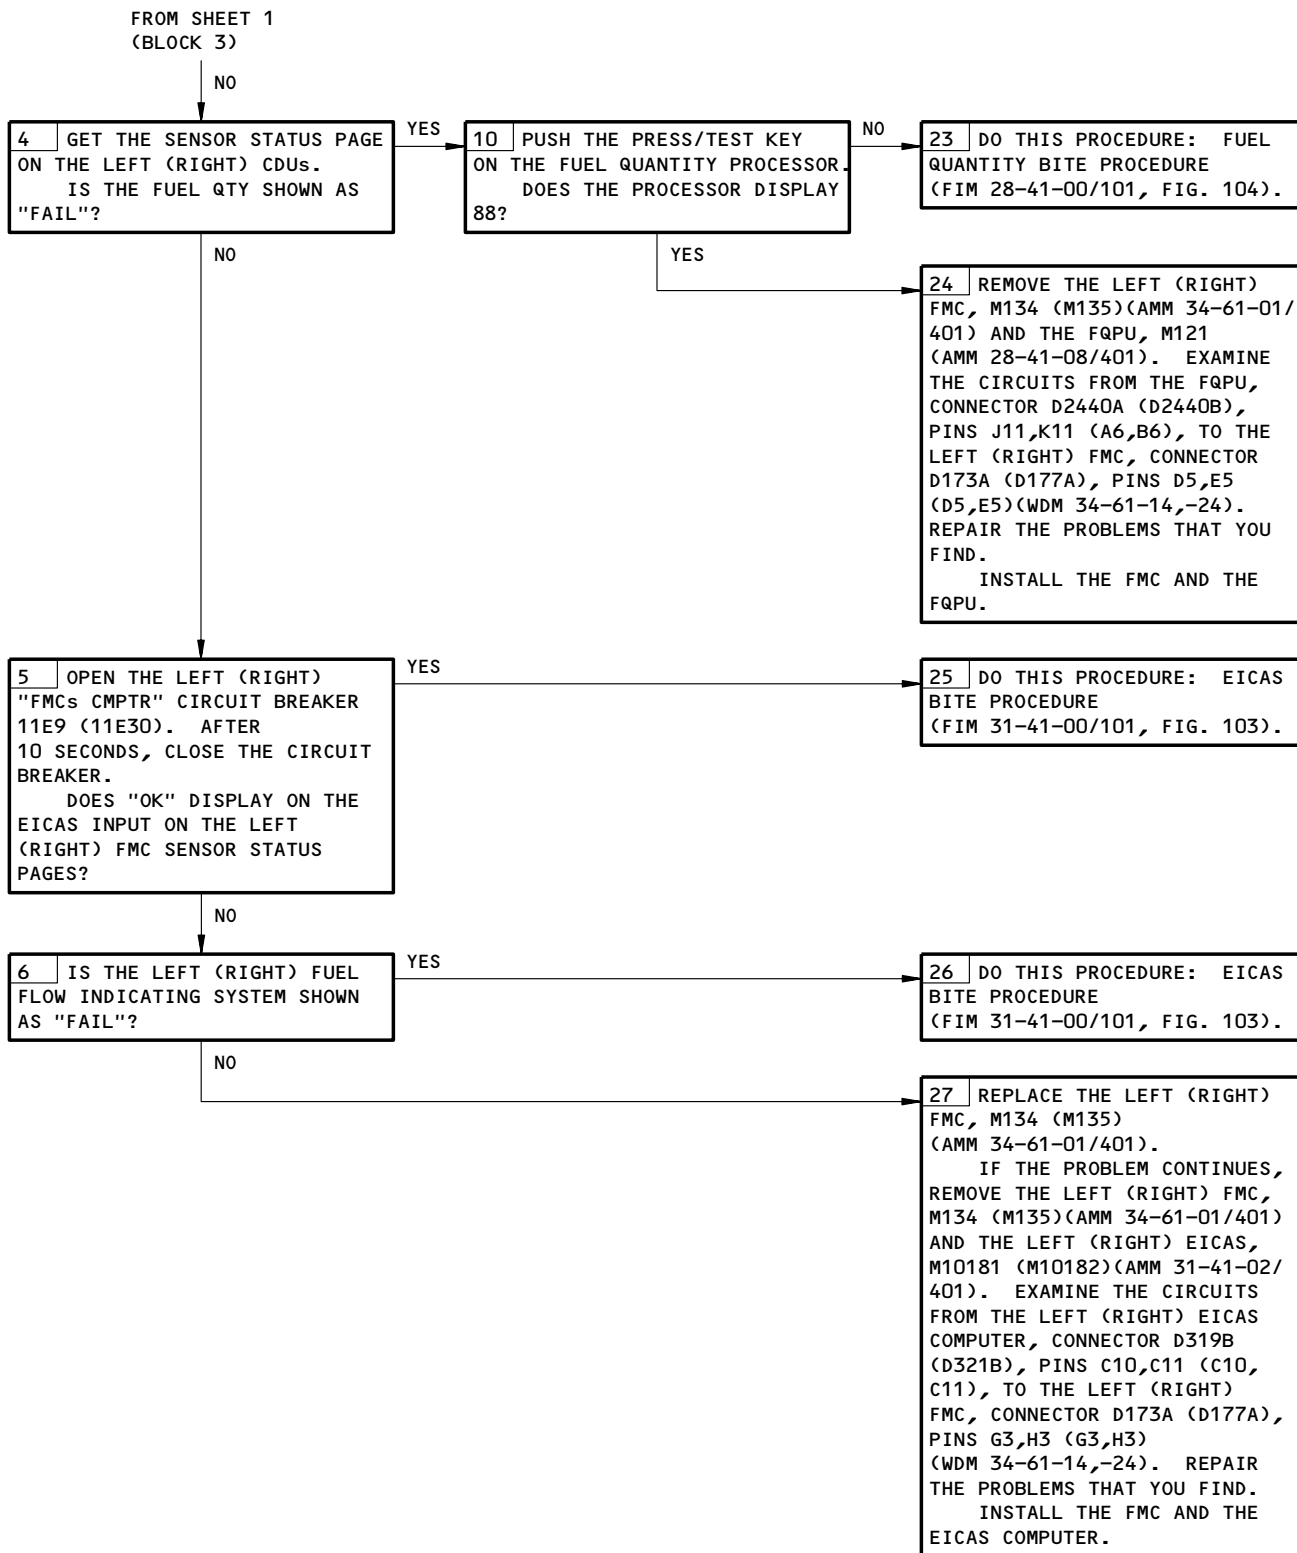 FROM SHEET 1
(BLOCK 3)
NO
4 GET THE SENSOR STATUS PAGE
ON THE LEFT (RIGHT) CDUs.
IS THE FUEL QTY SHOWN AS
"FAIL"?
YES
NO
10 PUSH THE PRESS/TEST KEY
ON THE FUEL QUANTITY PROCESSOR.
DOES THE PROCESSOR DISPLAY
88?
NO
YES
23 DO THIS PROCEDURE: FUEL
QUANTITY BITE PROCEDURE
(FIM 28-41-00/101, FIG. 104).
24 REMOVE THE LEFT (RIGHT)
FMC, M134 (M135)(AMM 34-61-01/
401) AND THE FQPU, M121
(AMM 28-41-08/401). EXAMINE
THE CIRCUITS FROM THE FQPU,
CONNECTOR D2440A (D2440B),
PINS J11,K11 (A6,B6), TO THE
LEFT (RIGHT) FMC, CONNECTOR
D173A (D177A), PINS D5,E5
(D5,E5)(WDM 34-61-14,-24).
REPAIR THE PROBLEMS THAT YOU
FIND.
INSTALL THE FMC AND THE
FQPU.
5 OPEN THE LEFT (RIGHT)
"FMCs CMPTR" CIRCUIT BREAKER
11E9 (11E30). AFTER
10 SECONDS, CLOSE THE CIRCUIT
BREAKER.
DOES "OK" DISPLAY ON THE
EICAS INPUT ON THE LEFT
(RIGHT) FMC SENSOR STATUS
PAGES?
YES
NO
25 DO THIS PROCEDURE: EICAS
BITE PROCEDURE
(FIM 31-41-00/101, FIG. 103).
6 IS THE LEFT (RIGHT) FUEL
FLOW INDICATING SYSTEM SHOWN
AS "FAIL"?
YES
NO
26 DO THIS PROCEDURE: EICAS
BITE PROCEDURE
(FIM 31-41-00/101, FIG. 103).
27 REPLACE THE LEFT (RIGHT)
FMC, M134 (M135)
(AMM 34-61-01/401).
IF THE PROBLEM CONTINUES,
REMOVE THE LEFT (RIGHT) FMC,
M134 (M135)(AMM 34-61-01/401)
AND THE LEFT (RIGHT) EICAS,
M10181 (M10182)(AMM 31-41-02/
401). EXAMINE THE CIRCUITS
FROM THE LEFT (RIGHT) EICAS
COMPUTER, CONNECTOR D319B
(D321B), PINS C10,C11 (C10,
C11), TO THE LEFT (RIGHT)
FMC, CONNECTOR D173A (D177A),
PINS G3,H3 (G3,H3)
(WDM 34-61-14,-24). REPAIR
THE PROBLEMS THAT YOU FIND.
INSTALL THE FMC AND THE
EICAS COMPUTER.